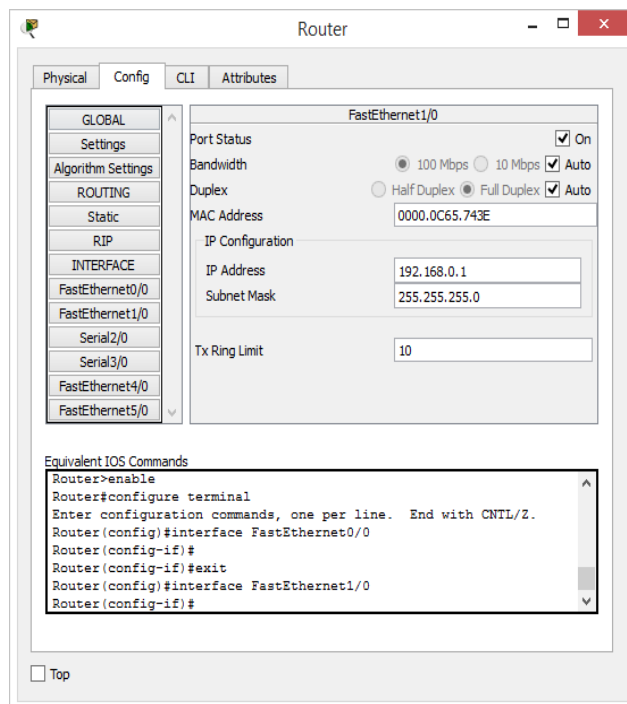 Router
Physical Config CLI Attributes
GLOBAL
Settings
Algorithm Settings
ROUTING
Static
RIP
INTERFACE
FastEthernet0/0
FastEthernet1/0
Serial2/0
Serial3/0
FastEthernet4/0
FastEthernet5/0
FastEthernet1/0
Port Status On
Bandwidth 100 Mbps 10 Mbps Auto
Duplex Half Duplex Full Duplex Auto
MAC Address 0000.0C65.743E
IP Configuration
IP Address 192.168.0.1
Subnet Mask 255.255.255.0
Tx Ring Limit 10
Equivalent IOS Commands
Router>enable
Router#configure terminal
Enter configuration commands, one per line. End with CNTL/Z.
Router(config)#interface FastEthernet0/0
Router(config-if)#
Router(config-if)#exit
Router(config)#interface FastEthernet1/0
Router(config-if)#
Top